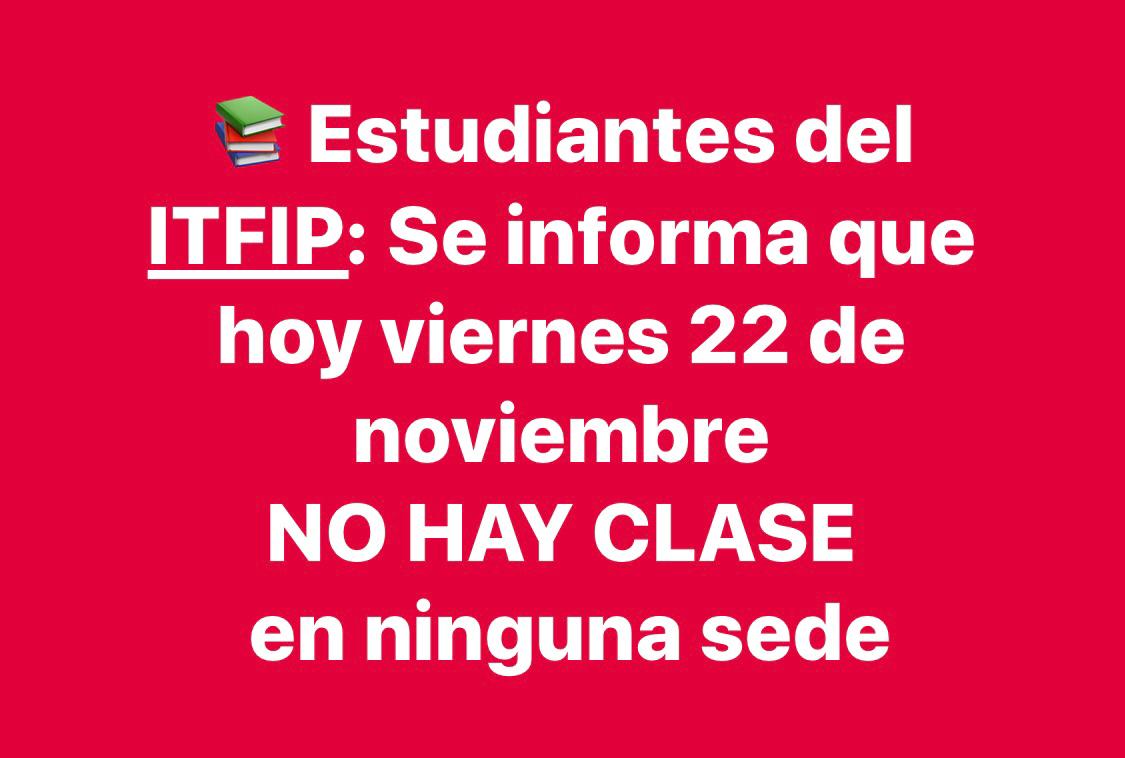 📚 Estudiantes del
ITFIP: Se informa que
hoy viernes 22 de
noviembre
NO HAY CLASE
en ninguna sede